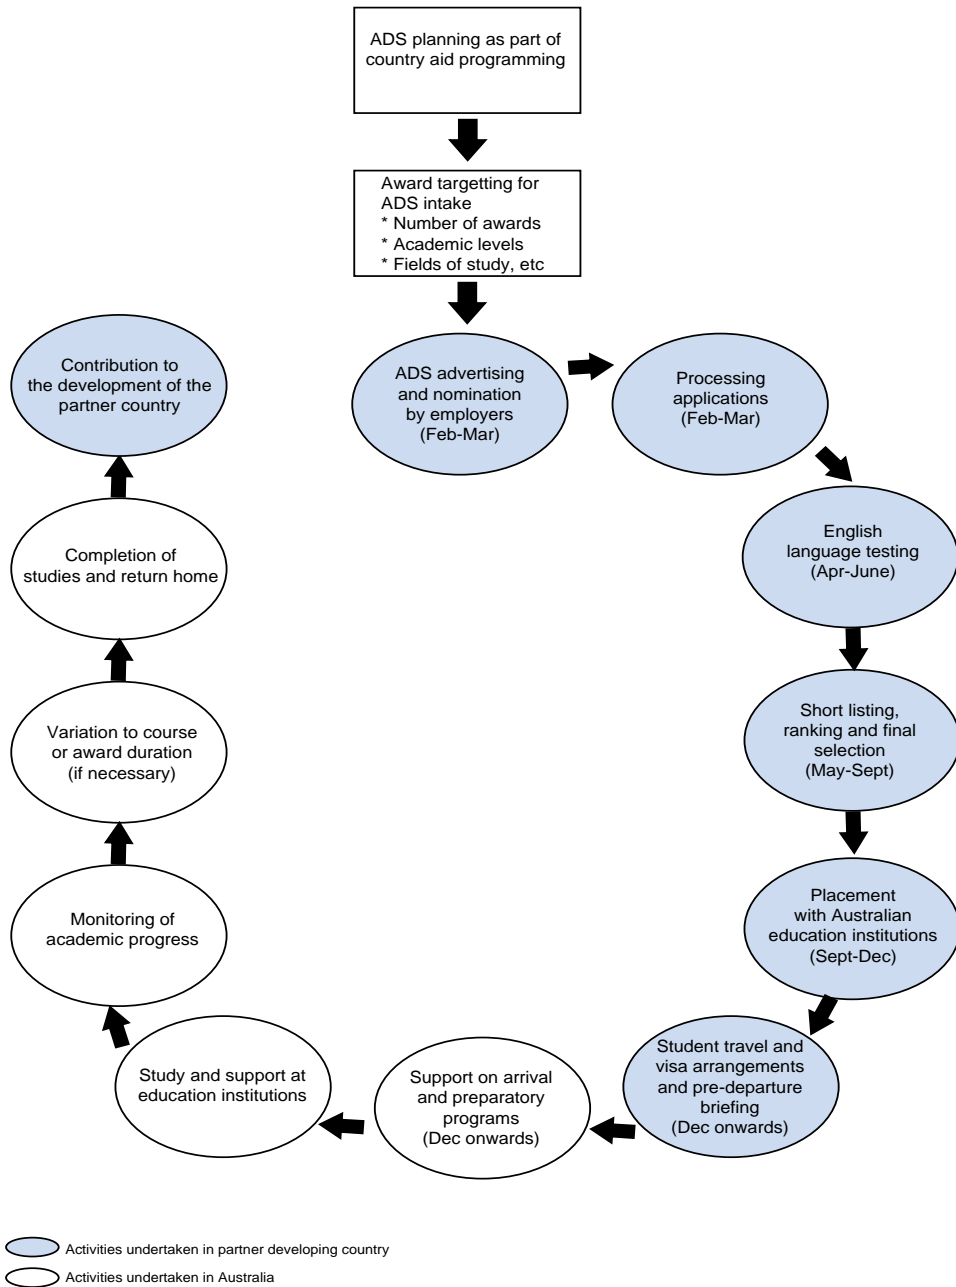 ADS planning as part of
country aid programming
Award targetting for
ADS intake
* Number of awards
* Academic levels
* Fields of study, etc
ADS advertising
and nomination
by employers
(Feb-Mar)
Processing
applications
(Feb-Mar)
English
language testing
(Apr-June)
Short listing,
ranking and final
selection
(May-Sept)
Placement
with Australian
education institutions
(Sept-Dec)
Student travel and
visa arrangements
and pre-departure
briefing
(Dec onwards)
Support on arrival
and preparatory
programs
(Dec onwards)
Study and support at
education institutions
Monitoring of
academic progress
Variation to course
or award duration
(if necessary)
Completion of
studies and return home
Contribution to
the development of the
partner country
Activities undertaken in partner developing country
Activities undertaken in Australia